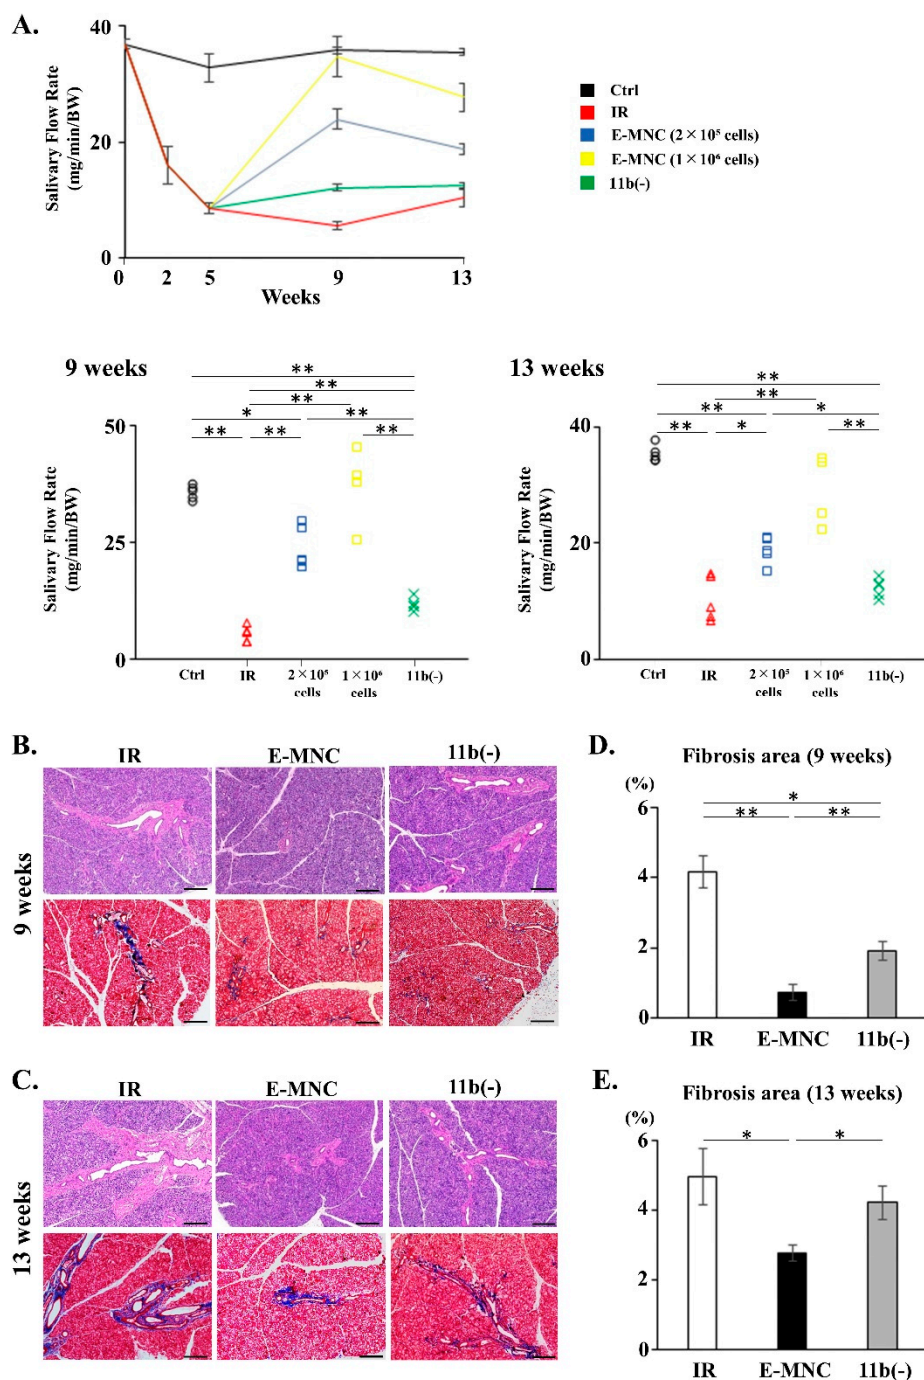 A.
40
20
0
Salivary Flow Rate
(mg/min/BW)
0 2 5 9 13
Weeks
Ctrl
IR
E-MNC (2×10⁵ cells)
E-MNC (1×10⁶ cells)
11b(-)
9 weeks
**
**
**
* **
** ** **
50
25
0
Salivary Flow Rate
(mg/min/BW)
Ctrl IR 2×10⁵ 1×10⁶ 11b(-)
cells cells
13 weeks
**
**
** *
** * **
40
20
0
Salivary Flow Rate
(mg/min/BW)
Ctrl IR 2×10⁵ 1×10⁶ 11b(-)
cells cells
B.
IR E-MNC 11b(-)
9 weeks
C.
IR E-MNC 11b(-)
13 weeks
D.
Fibrosis area (9 weeks)
(%)
6
4
2
0
*
** **
IR E-MNC 11b(-)
E.
Fibrosis area (13 weeks)
(%)
6
4
2
0
* *
IR E-MNC 11b(-)